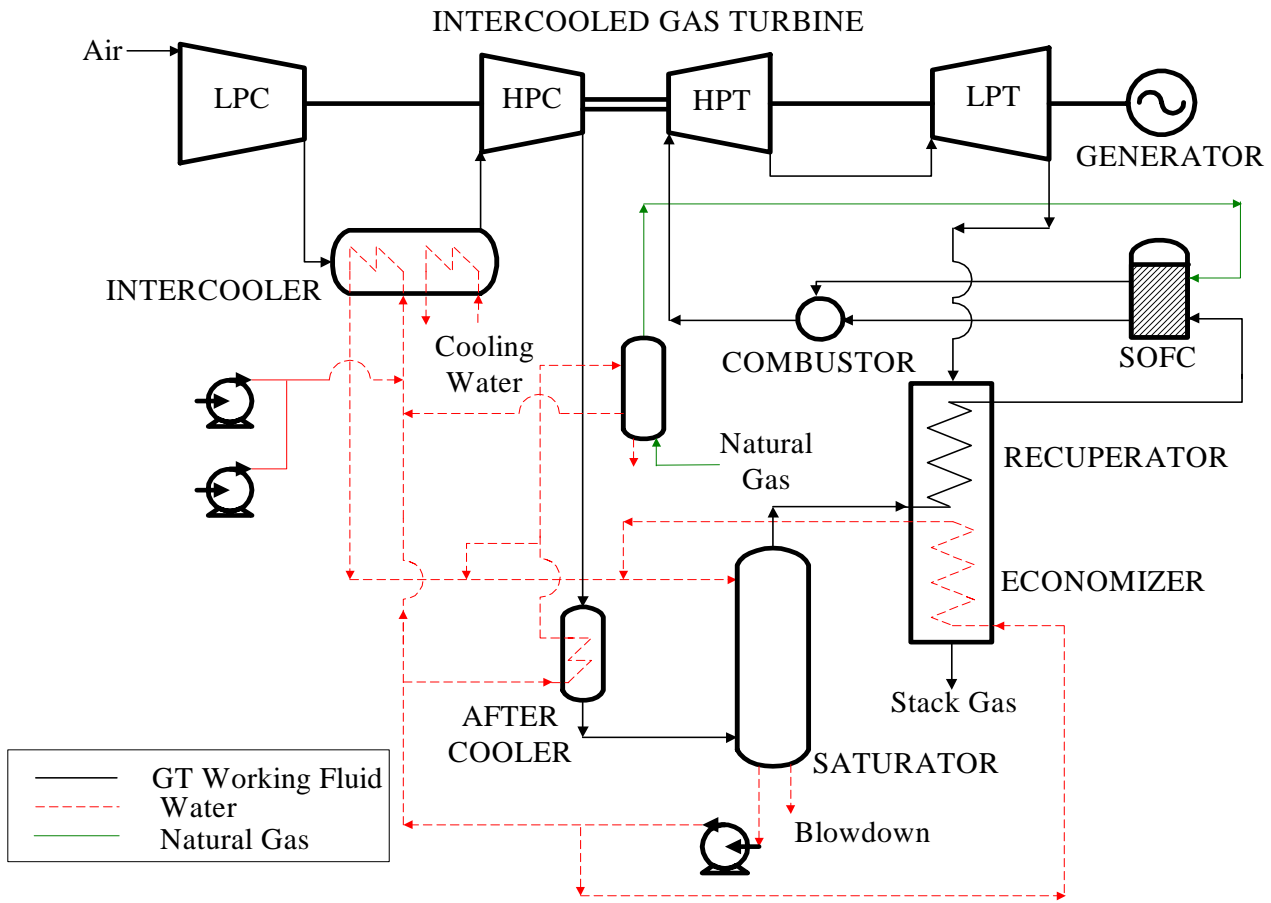 INTERCOOLED GAS TURBINE
Air
LPC
HPC
HPT
LPT
GENERATOR
INTERCOOLER
Cooling
Water
COMBUSTOR
SOFC
Natural
Gas
RECUPERATOR
ECONOMIZER
AFTER
COOLER
Stack Gas
SATURATOR
Blowdown
GT Working Fluid
Water
Natural Gas